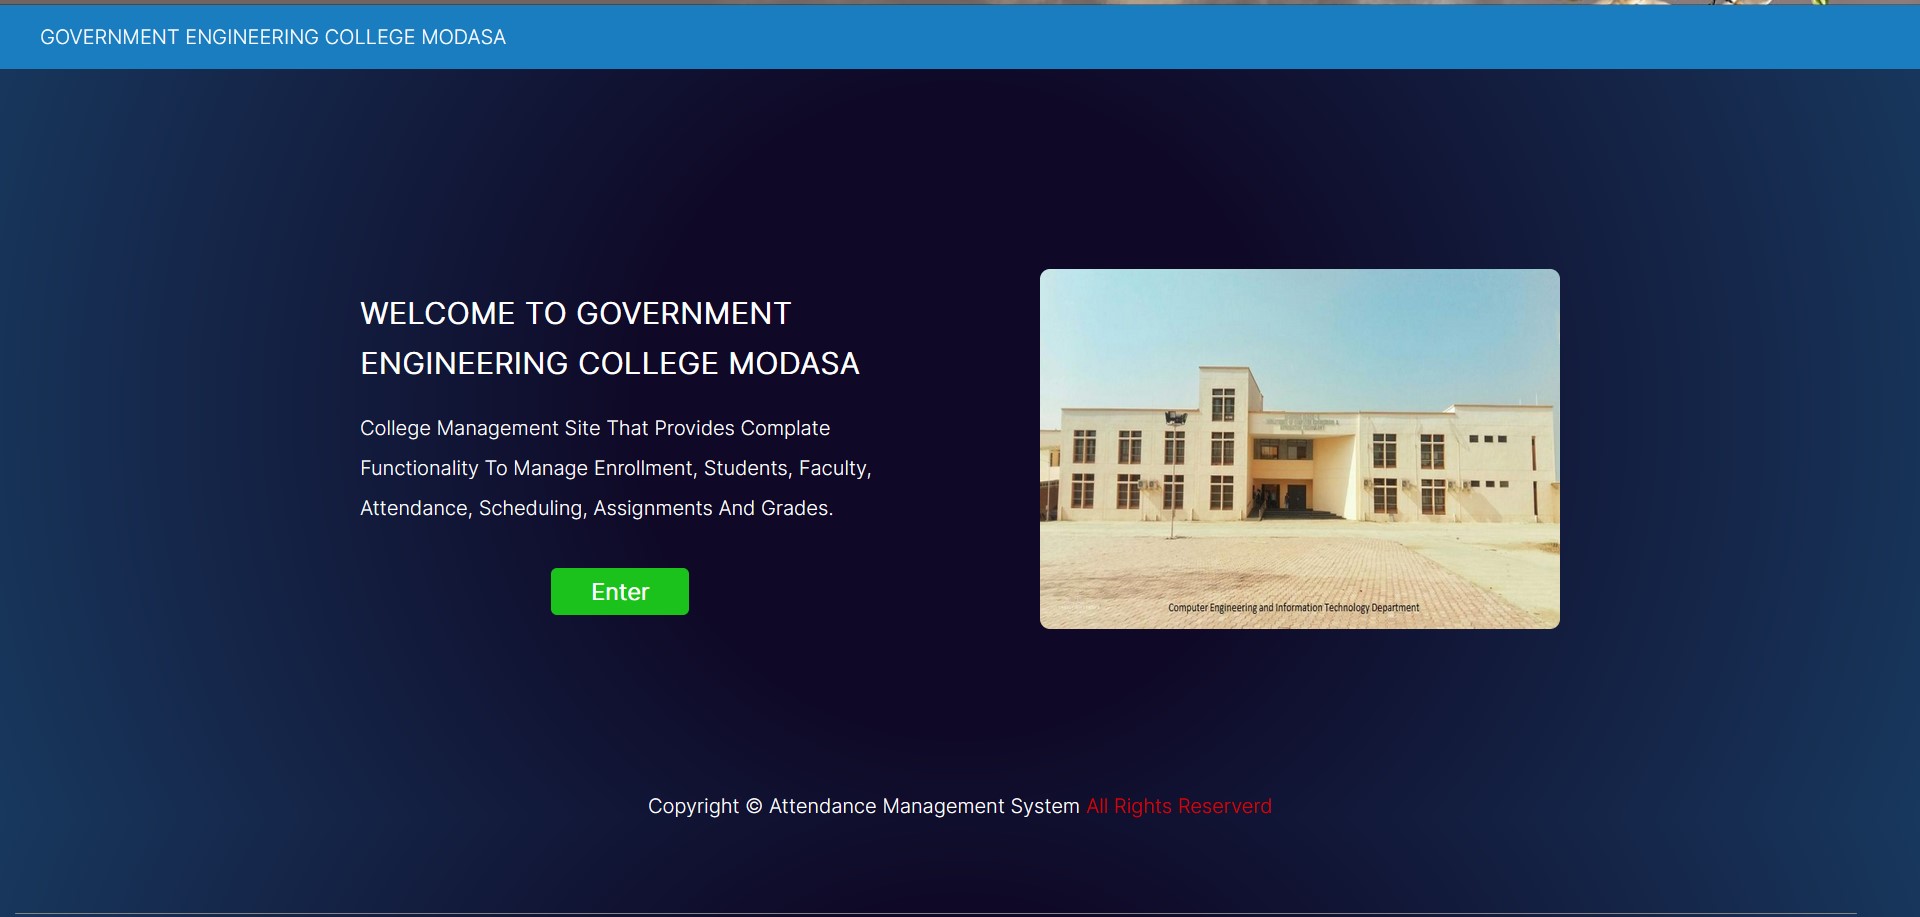 GOVERNMENT ENGINEERING COLLEGE MODASA
WELCOME TO GOVERNMENT
ENGINEERING COLLEGE MODASA
College Management Site That Provides Complate
Functionality To Manage Enrollment, Students, Faculty,
Attendance, Scheduling, Assignments And Grades.
Enter
Computer Engineering and Information Technology Department
Copyright © Attendance Management System All Rights Reserverd